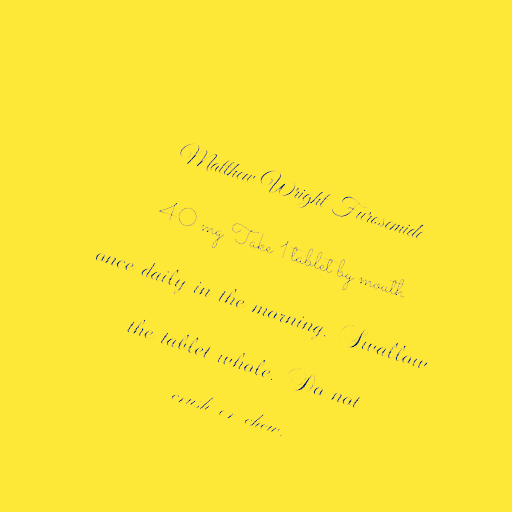 Matthew Wright Furosemide
40 mg Take 1 tablet by mouth
once daily in the morning. Swallow
the tablet whole. Do not
crush or chew.